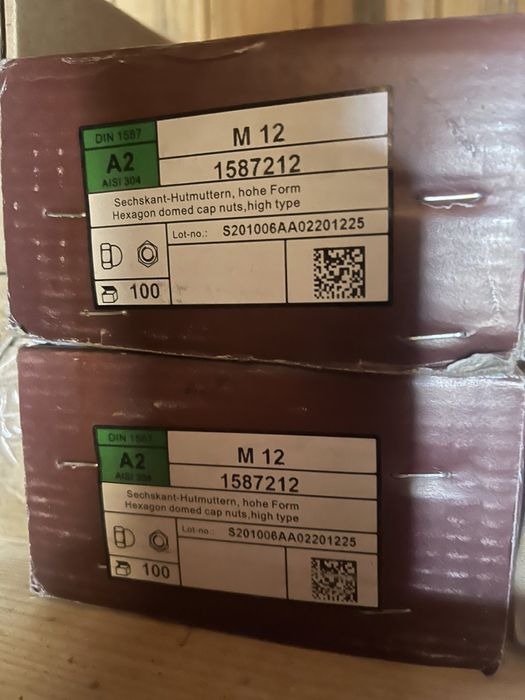 DIN 1587
M 12
A2
1587212
AISI 304
Sechskant-Hutmuttern, hohe Form
Hexagon domed cap nuts,high type
Lot-no.: S201006AA02201225
100
DIN 1587
M 12
A2
1587212
AISI 304
Sechskant-Hutmuttern, hohe Form
Hexagon domed cap nuts,high type
Lot-no.: S201006AA02201225
100